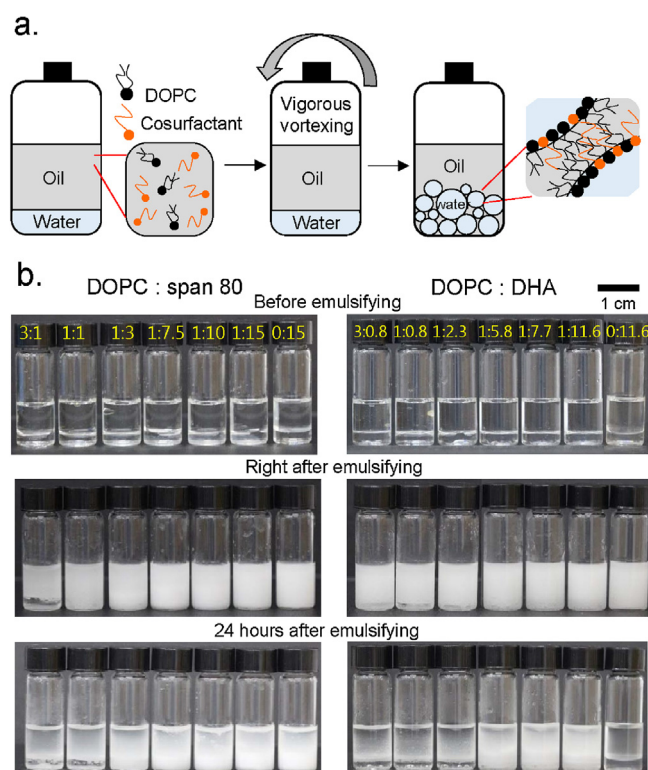 a.
DOPC
Cosurfactant
Oil
Water
Vigorous
vortexing
Oil
Water
Oil
water
b.
DOPC : span 80
DOPC : DHA
Before emulsifying
1 cm
3:1 1:1 1:3 1:7.5 1:10 1:15 0:15
3:0.8 1:0.8 1:2.3 1:5.8 1:7.7 1:11.6 0:11.6
Right after emulsifying
24 hours after emulsifying